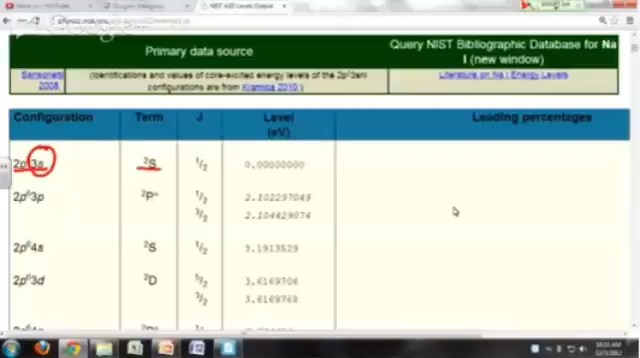 NIST ASD Levels Output
Primary data source
Query NIST Bibliographic Database for Na
I (new window)
Sansonetti
2008
(Identifications and values of core-excited energy levels of the 2p⁵3snl
configurations are from Kramida 2010)
Literature on Na I Energy Levels
Configuration Term J Level
(eV) Leading percentages
2p⁶3s ²S 1/2 0.00000000
2p⁶3p ²P° 1/2 2.102297049
3/2 2.104429074
2p⁶4s ²S 1/2 3.1913529
2p⁶3d ²D 5/2 3.6169706
3/2 3.6169768